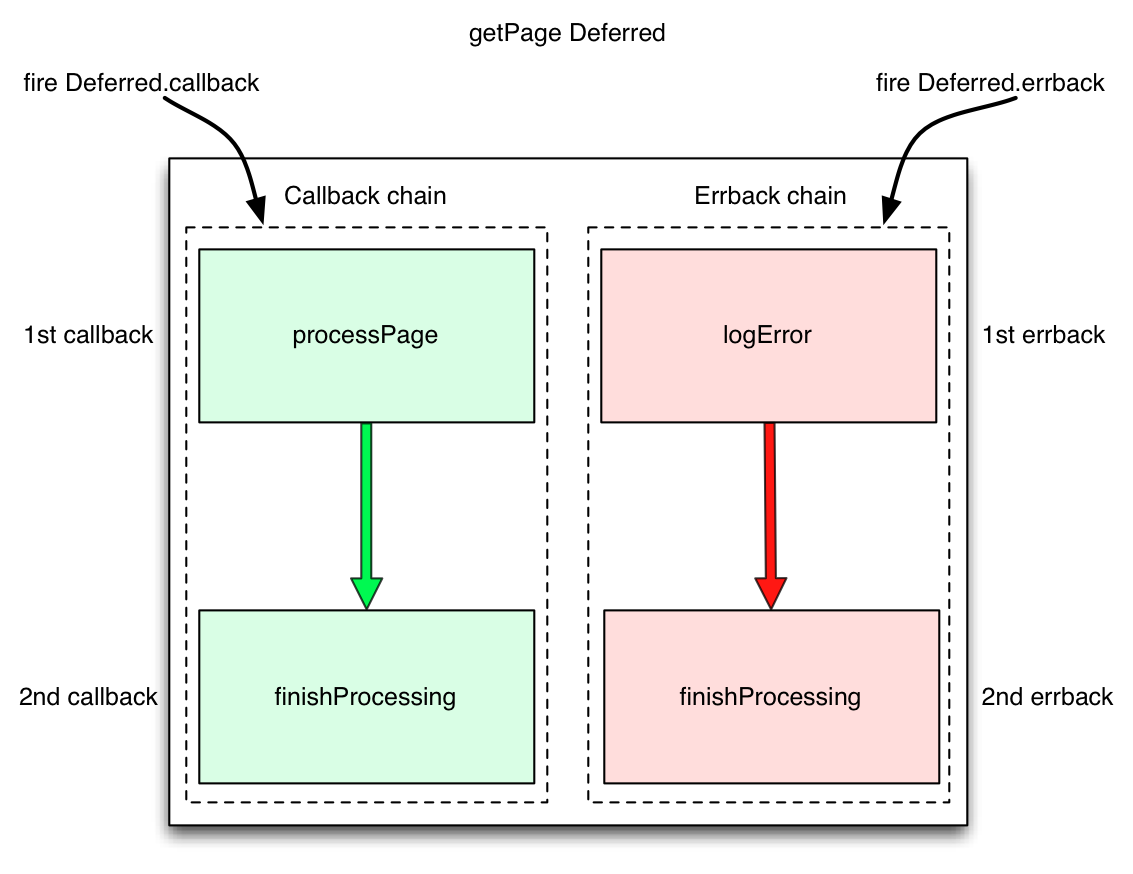 getPage Deferred
fire Deferred.callback
fire Deferred.errback
Callback chain
Errback chain
1st callback
processPage
logError
1st errback
2nd callback
finishProcessing
finishProcessing
2nd errback